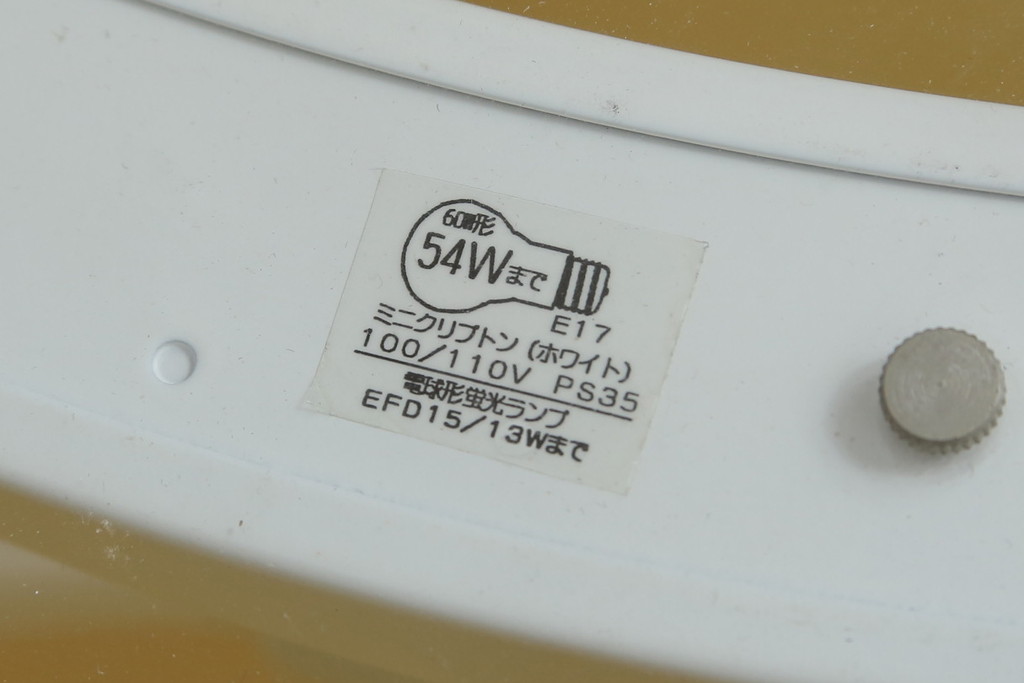 60形
54Wまで
E17
ミニクリプトン (ホワイト)
100/110V PS35
電球形蛍光ランプ
EFD15/13Wまで